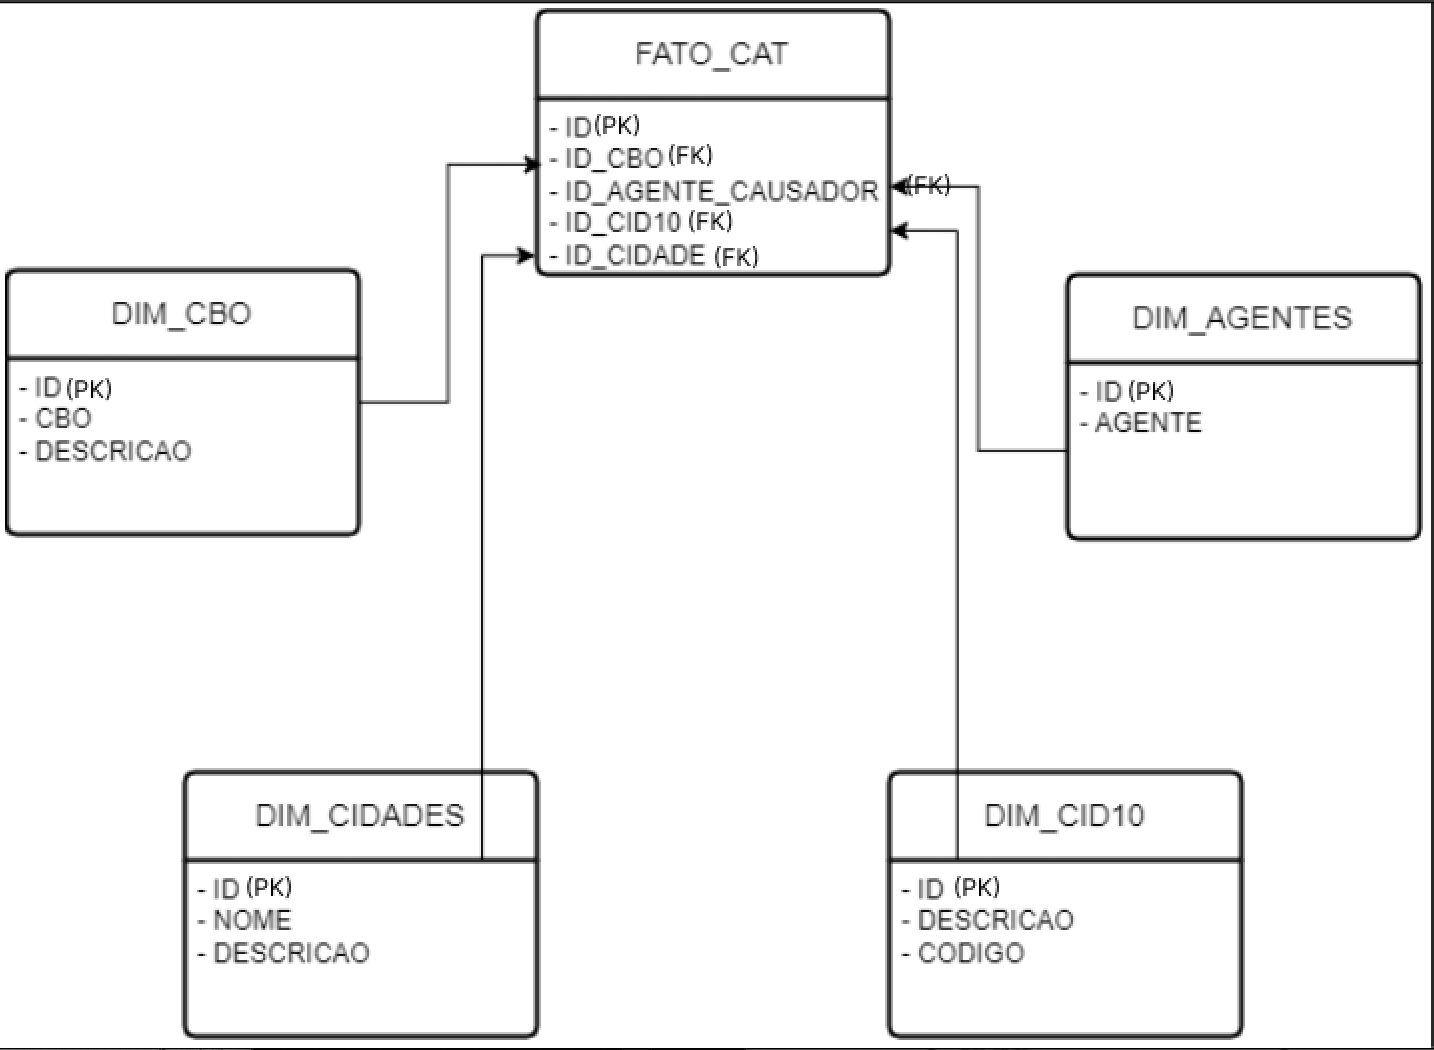 FATO_CAT
- ID(PK)
- ID_CBO (FK)
- ID_AGENTE_CAUSADOR (FK)
- ID_CID10 (FK)
- ID_CIDADE (FK)
DIM_CBO
- ID (PK)
- CBO
- DESCRICAO
DIM_AGENTES
- ID (PK)
- AGENTE
DIM_CIDADES
- ID (PK)
- NOME
- DESCRICAO
DIM_CID10
- ID (PK)
- DESCRICAO
- CODIGO